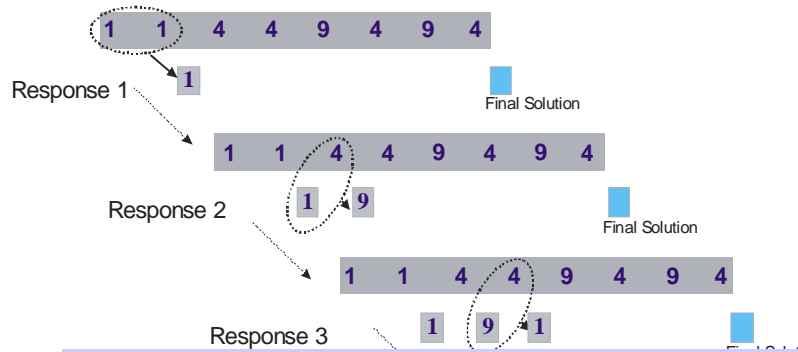 1 1 4 4 9 4 9 4
1
Response 1
Final Solution
1 1 4 4 9 4 9 4
1 9
Response 2
Final Solution
1 1 4 4 9 4 9 4
1 9 1
Response 3